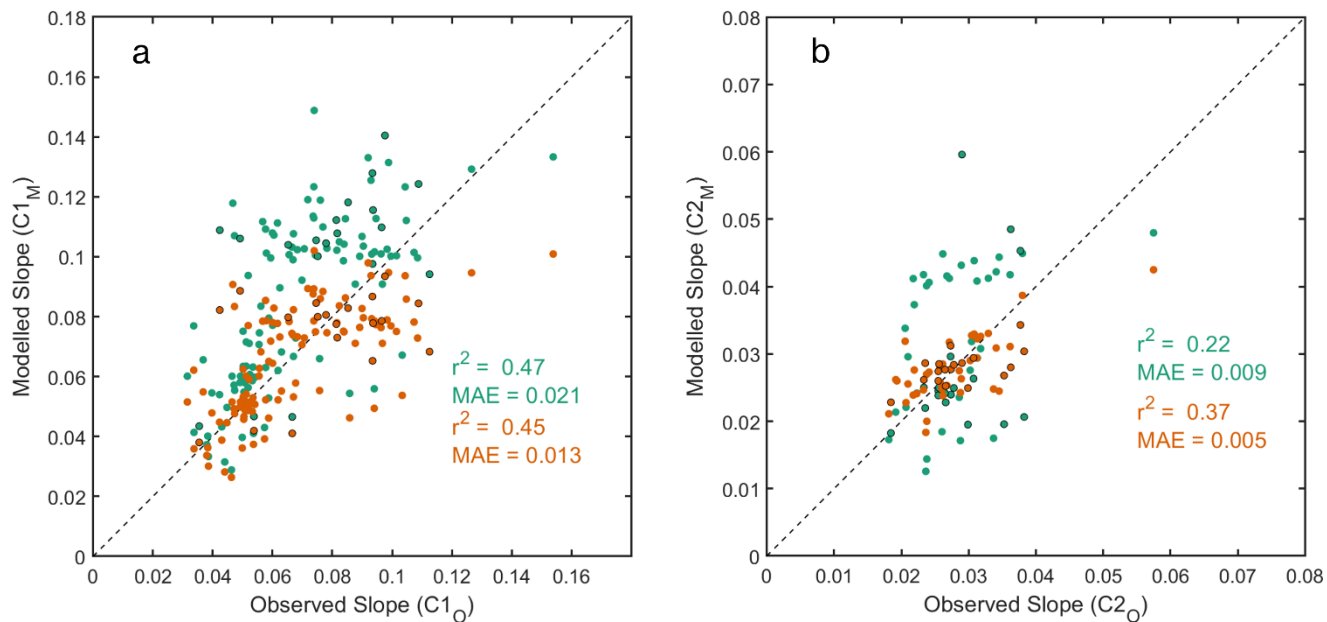 a
0.18
0.16
0.14
0.12
0.1
0.08
0.06
0.04
0.02
0
Modelled Slope (C1M)
r2 = 0.47
MAE = 0.021
r2 = 0.45
MAE = 0.013
0 0.02 0.04 0.06 0.08 0.1 0.12 0.14 0.16
Observed Slope (C1O)
b
0.08
0.07
0.06
0.05
0.04
0.03
0.02
0.01
0
Modelled Slope (C2M)
r2 = 0.22
MAE = 0.009
r2 = 0.37
MAE = 0.005
0 0.01 0.02 0.03 0.04 0.05 0.06 0.07 0.08
Observed Slope (C2O)